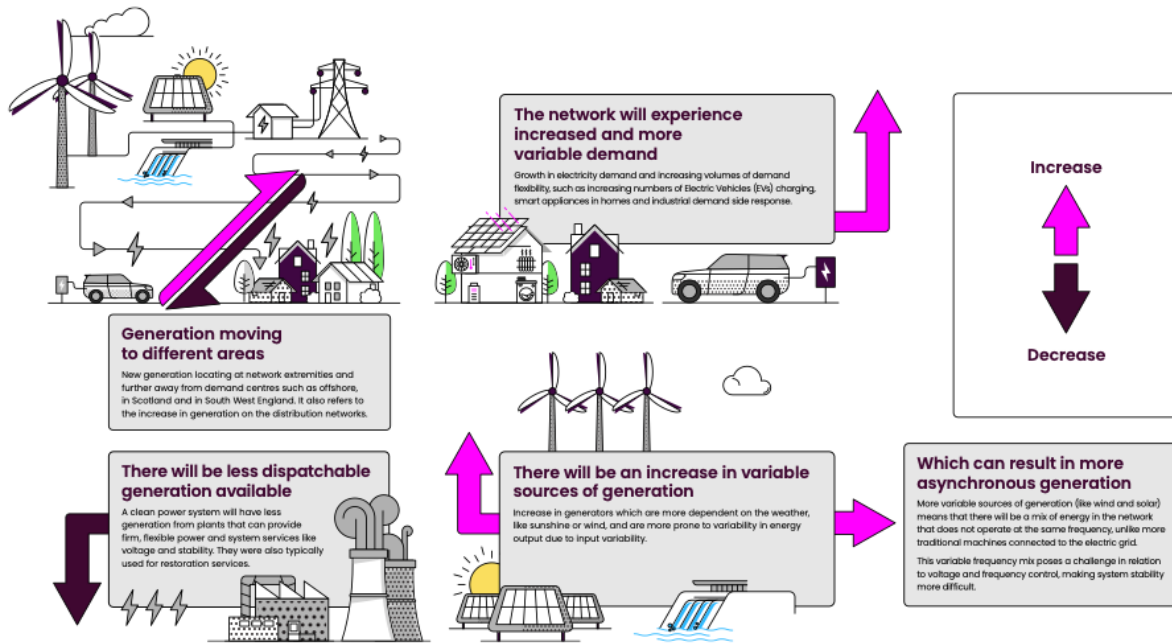 The network will experience
increased and more
variable demand
Growth in electricity demand and increasing volumes of demand
flexibility, such as increasing numbers of Electric Vehicles (EVs) charging,
smart appliances in homes and industrial demand side response.
Increase
Decrease
Generation moving
to different areas
New generation locating at network extremities and
further away from demand centres such as offshore,
in Scotland and in South West England. It also refers to
the increase in generation on the distribution networks.
There will be less dispatchable
generation available
A clean power system will have less
generation from plants that can provide
firm, flexible power and system services like
voltage and stability. They were also typically
used for restoration services.
There will be an increase in variable
sources of generation
Increase in generators which are more dependent on the weather,
like sunshine or wind, and are more prone to variability in energy
output due to input variability.
Which can result in more
asynchronous generation
More variable sources of generation (like wind and solar)
means that there will be a mix of energy in the network
that does not operate at the same frequency, unlike more
traditional machines connected to the electric grid.
This variable frequency mix poses a challenge in relation
to voltage and frequency control, making system stability
more difficult.